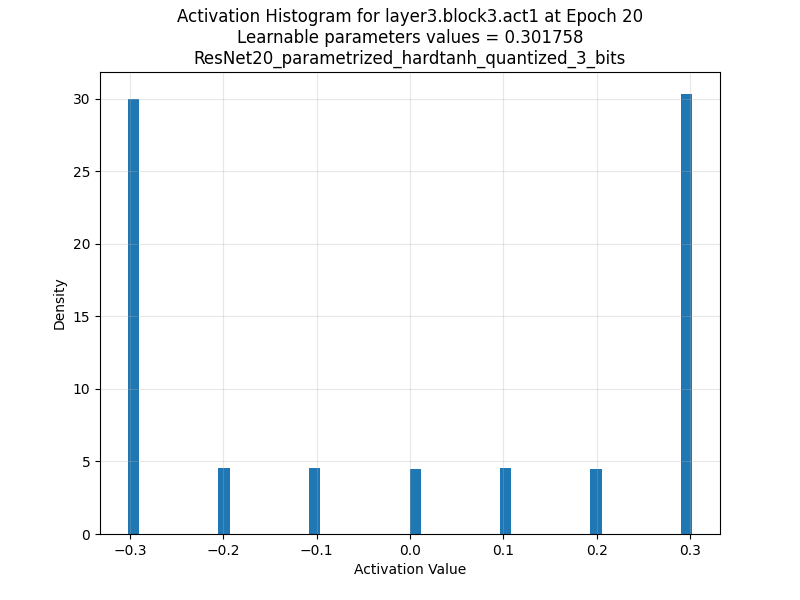 Activation Histogram for layer3.block3.act1 at Epoch 20
Learnable parameters values = 0.301758
ResNet20_parametrized_hardtanh_quantized_3_bits
30
25
20
15
10
5
0
Density
−0.3 −0.2 −0.1 0.0 0.1 0.2 0.3
Activation Value